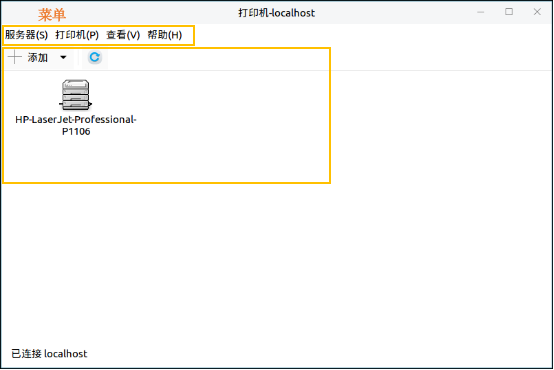 菜单
打印机-localhost
服务器(S) 打印机(P) 查看(V) 帮助(H)
添加
HP-LaserJet-Professional-
P1106
已连接 localhost